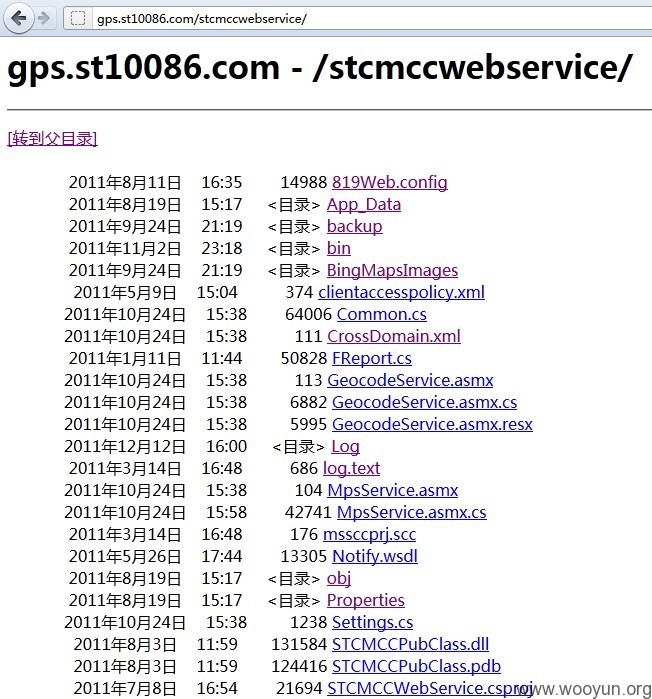 gps.st10086.com/stcmccwebservice/
gps.st10086.com - /stcmccwebservice/
[转到父目录]
2011年8月11日 16:35 14988 819Web.config
2011年8月19日 15:17 <目录> App_Data
2011年9月24日 21:19 <目录> backup
2011年11月2日 23:18 <目录> bin
2011年9月24日 21:19 <目录> BingMapsImages
2011年5月9日 15:04 374 clientaccesspolicy.xml
2011年10月24日 15:38 64006 Common.cs
2011年10月24日 15:38 111 CrossDomain.xml
2011年1月11日 11:44 50828 FReport.cs
2011年10月24日 15:38 113 GeocodeService.asmx
2011年10月24日 15:38 6882 GeocodeService.asmx.cs
2011年10月24日 15:38 5995 GeocodeService.asmx.resx
2011年12月12日 16:00 <目录> Log
2011年3月14日 16:48 686 log.text
2011年10月24日 15:38 104 MpsService.asmx
2011年10月24日 15:58 42741 MpsService.asmx.cs
2011年3月14日 16:48 176 mssccprj.scc
2011年5月26日 17:44 13305 Notify.wsdl
2011年8月19日 15:17 <目录> obj
2011年8月19日 15:17 <目录> Properties
2011年10月24日 15:38 1238 Settings.cs
2011年8月3日 11:59 131584 STCMCCPubClass.dll
2011年8月3日 11:59 124416 STCMCCPubClass.pdb
2011年7月8日 16:54 21694 STCMCCWebService.csproj
www.wooyun.org